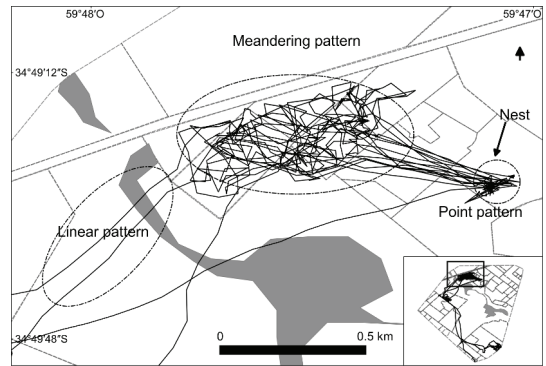 59°48′O
59°47′O
Meandering pattern
34°49′12″S
Nest
Point pattern
Linear pattern
34°49′48″S
0
0.5 km